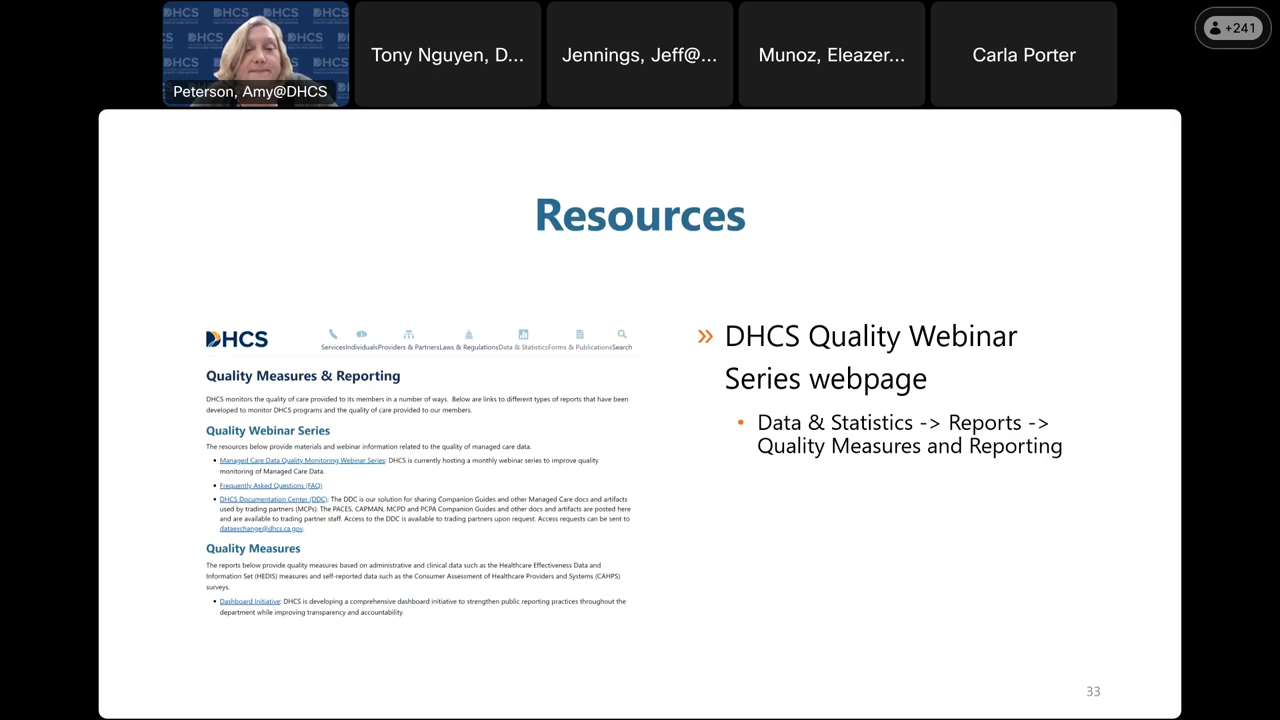 DHCS
DHCS
DHCS
DHCS
DHCS
DHCS
Peterson, Amy@DHCS
Tony Nguyen, D...
Jennings, Jeff@...
Munoz, Eleazer...
Carla Porter
+241
Resources
DHCS
Services Individuals Providers & Partners Laws & Regulations Data & Statistics Forms & Publications Search
Quality Measures & Reporting
DHCS monitors the quality of care provided to its members in a number of ways. Below are links to different types of reports that have been
developed to monitor DHCS programs and the quality of care provided to our members.
Quality Webinar Series
The resources below provide materials and webinar information related to the quality of managed care data.
• Managed Care Data Quality Monitoring Webinar Series: DHCS is currently hosting a monthly webinar series to improve quality
monitoring of Managed Care Data.
• Frequently Asked Questions (FAQ)
• DHCS Documentation Center (DDC): The DDC is our solution for sharing Companion Guides and other Managed Care docs and artifacts
used by trading partners (MCPs). The PACES, CAPMAN, MCPD and PCPA Companion Guides and other docs and artifacts are posted here
and are available to trading partner staff. Access to the DDC is available to trading partners upon request. Access requests can be sent to
dataexchange@dhcs.ca.gov.
Quality Measures
The reports below provide quality measures based on administrative and clinical data such as the Healthcare Effectiveness Data and
Information Set (HEDIS) measures and self-reported data such as the Consumer Assessment of Healthcare Providers and Systems (CAHPS)
surveys.
• Dashboard Initiative: DHCS is developing a comprehensive dashboard initiative to strengthen public reporting practices throughout the
department while improving transparency and accountability.
» DHCS Quality Webinar
Series webpage
• Data & Statistics -> Reports ->
Quality Measures and Reporting
33